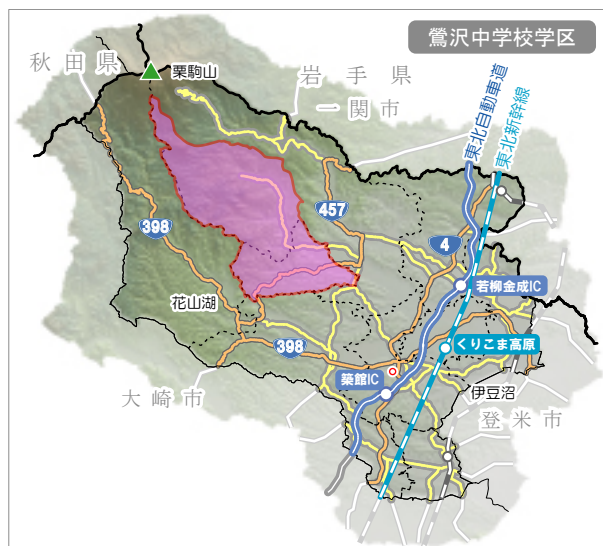 鶯沢中学校学区
秋田県
栗駒山
岩手県
一関市
東北自動車道
東北新幹線
457
398
4
花山湖
若柳金成IC
398
くりこま高原
築館IC
伊豆沼
大崎市
登米市